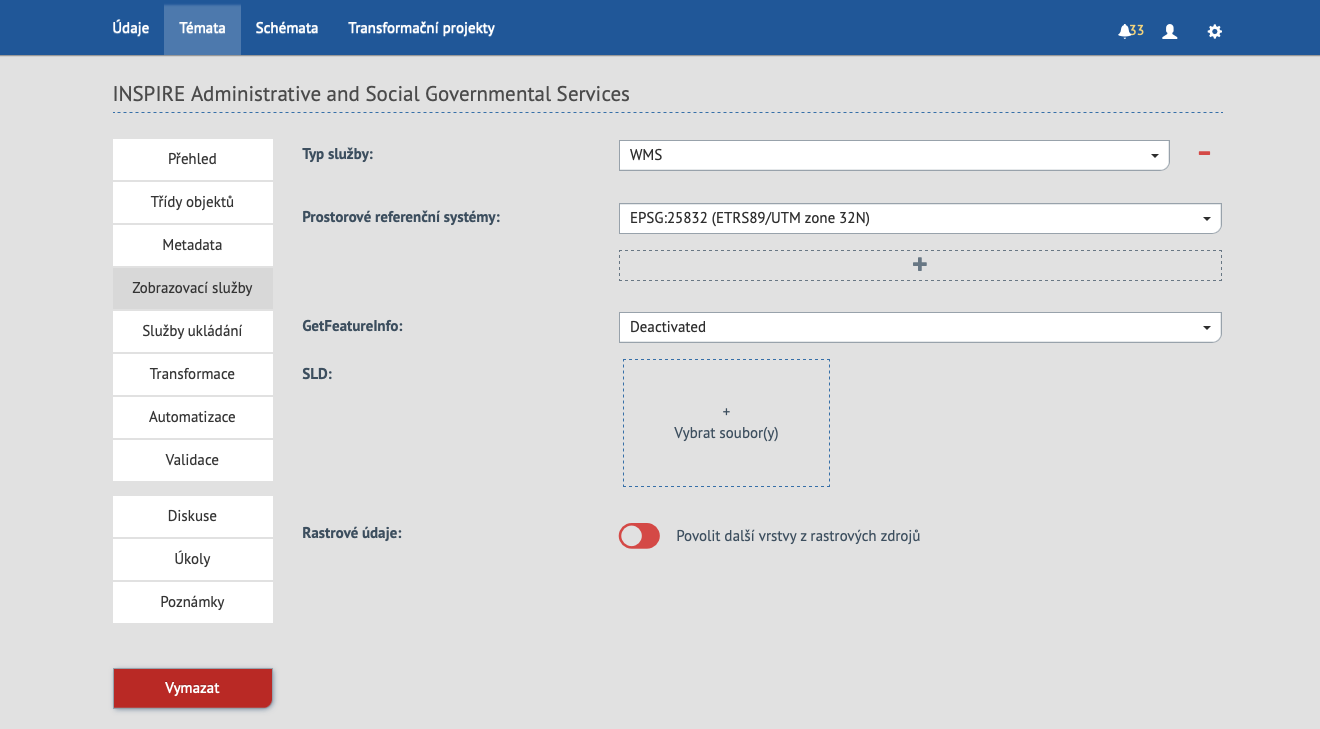 Údaje
Témata
Schémata
Transformační projekty
33
INSPIRE Administrative and Social Governmental Services
Přehled
Třídy objektů
Metadata
Zobrazovací služby
Služby ukládání
Transformace
Automatizace
Validace
Diskuse
Úkoly
Poznámky
Vymazat
Typ služby:
WMS
Prostorové referenční systémy:
EPSG:25832 (ETRS89/UTM zone 32N)
GetFeatureInfo:
Deactivated
SLD:
+
Vybrat soubor(y)
Rastrové údaje:
Povolit další vrstvy z rastrových zdrojů